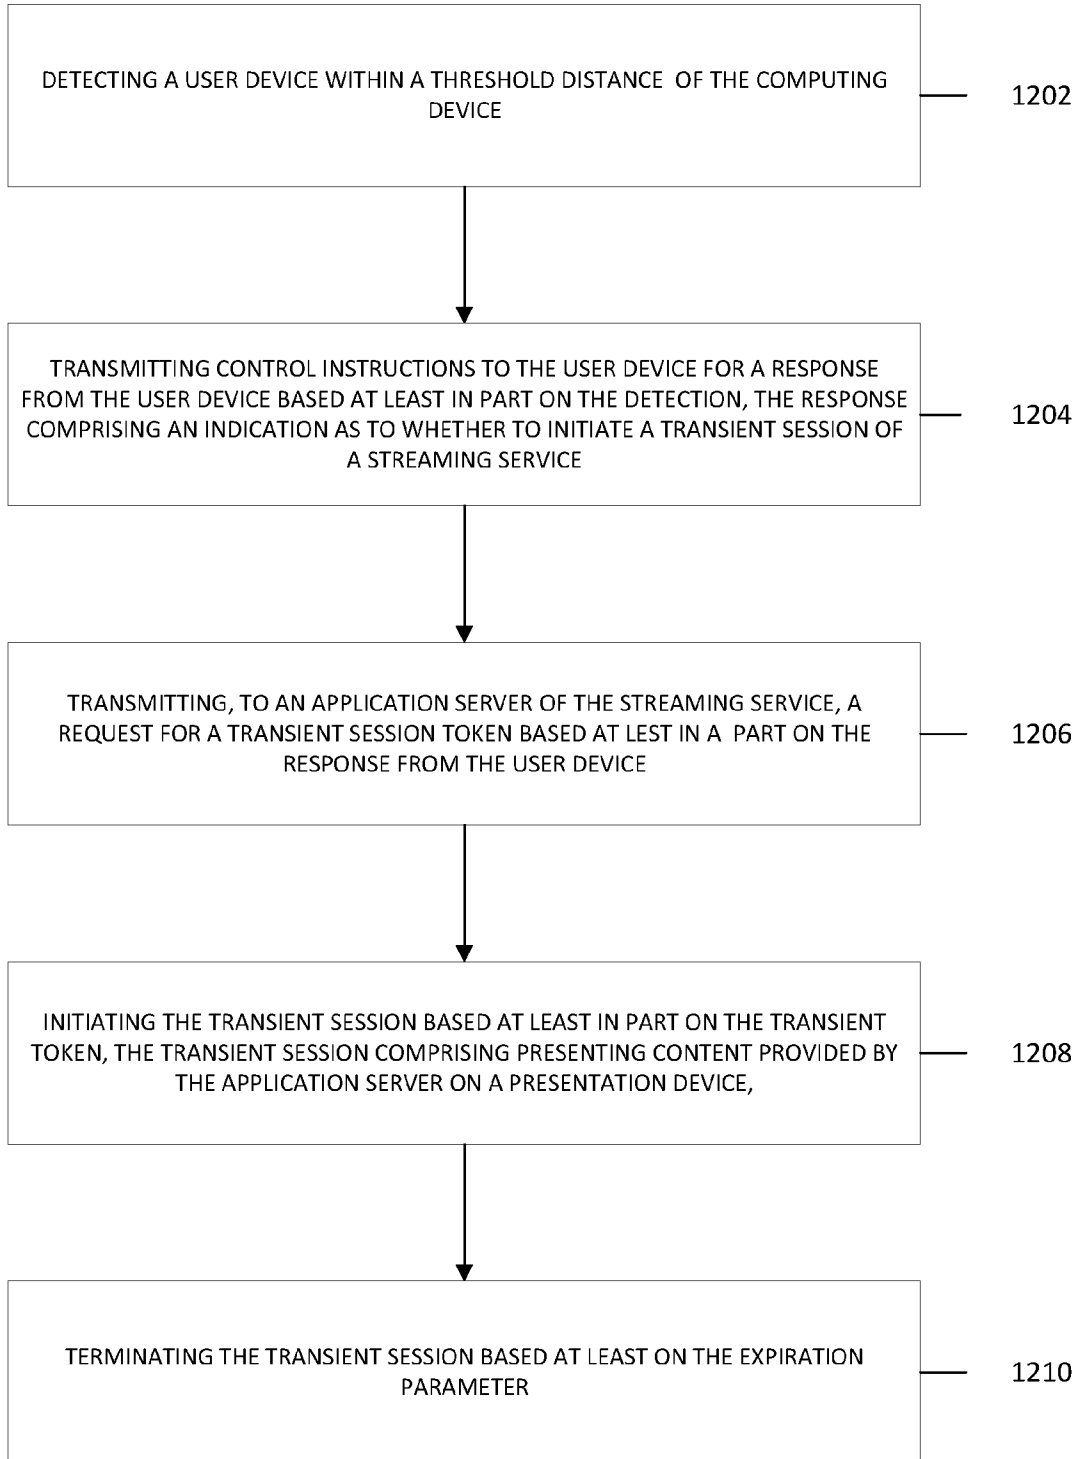 DETECTING A USER DEVICE WITHIN A THRESHOLD DISTANCE OF THE COMPUTING
DEVICE
1202
TRANSMITTING CONTROL INSTRUCTIONS TO THE USER DEVICE FOR A RESPONSE
FROM THE USER DEVICE BASED AT LEAST IN PART ON THE DETECTION, THE RESPONSE
COMPRISING AN INDICATION AS TO WHETHER TO INITIATE A TRANSIENT SESSION OF
A STREAMING SERVICE
1204
TRANSMITTING, TO AN APPLICATION SERVER OF THE STREAMING SERVICE, A
REQUEST FOR A TRANSIENT SESSION TOKEN BASED AT LEST IN A PART ON THE
RESPONSE FROM THE USER DEVICE
1206
INITIATING THE TRANSIENT SESSION BASED AT LEAST IN PART ON THE TRANSIENT
TOKEN, THE TRANSIENT SESSION COMPRISING PRESENTING CONTENT PROVIDED BY
THE APPLICATION SERVER ON A PRESENTATION DEVICE,
1208
TERMINATING THE TRANSIENT SESSION BASED AT LEAST ON THE EXPIRATION
PARAMETER
1210